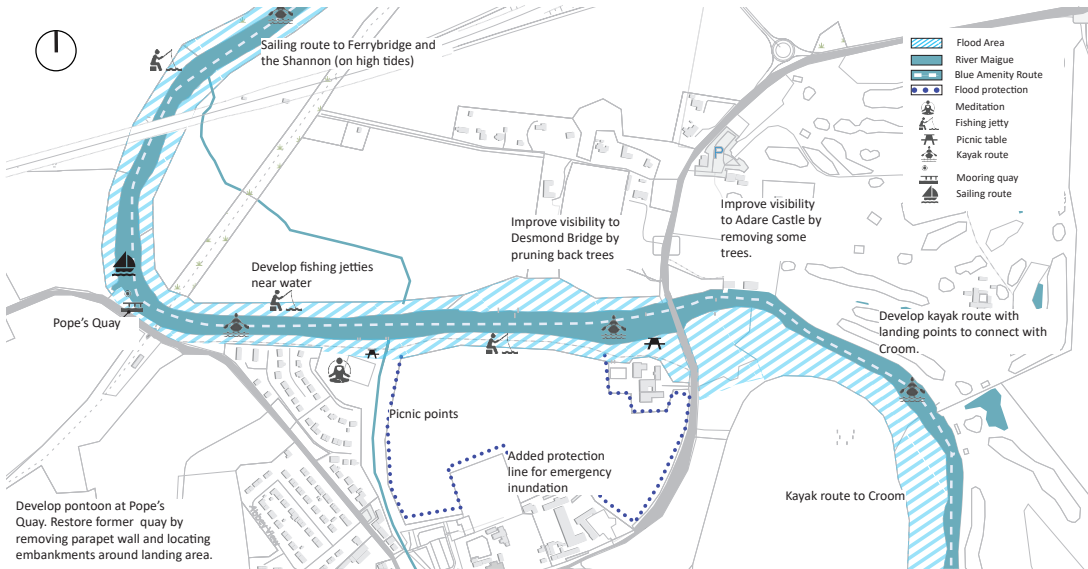 Sailing route to Ferrybridge and
the Shannon (on high tides)
Flood Area
River Maigue
Blue Amenity Route
Flood protection
Meditation
Fishing jetty
Picnic table
Kayak route
Mooring quay
Sailing route
P
Improve visibility
to Adare Castle by
removing some
trees.
Improve visibility to
Desmond Bridge by
pruning back trees
Develop fishing jetties
near water
Pope's Quay
Develop kayak route with
landing points to connect with
Croom.
Picnic points
Added protection
line for emergency
inundation
Kayak route to Croom
Develop pontoon at Pope's
Quay. Restore former quay by
removing parapet wall and locating
embankments around landing area.